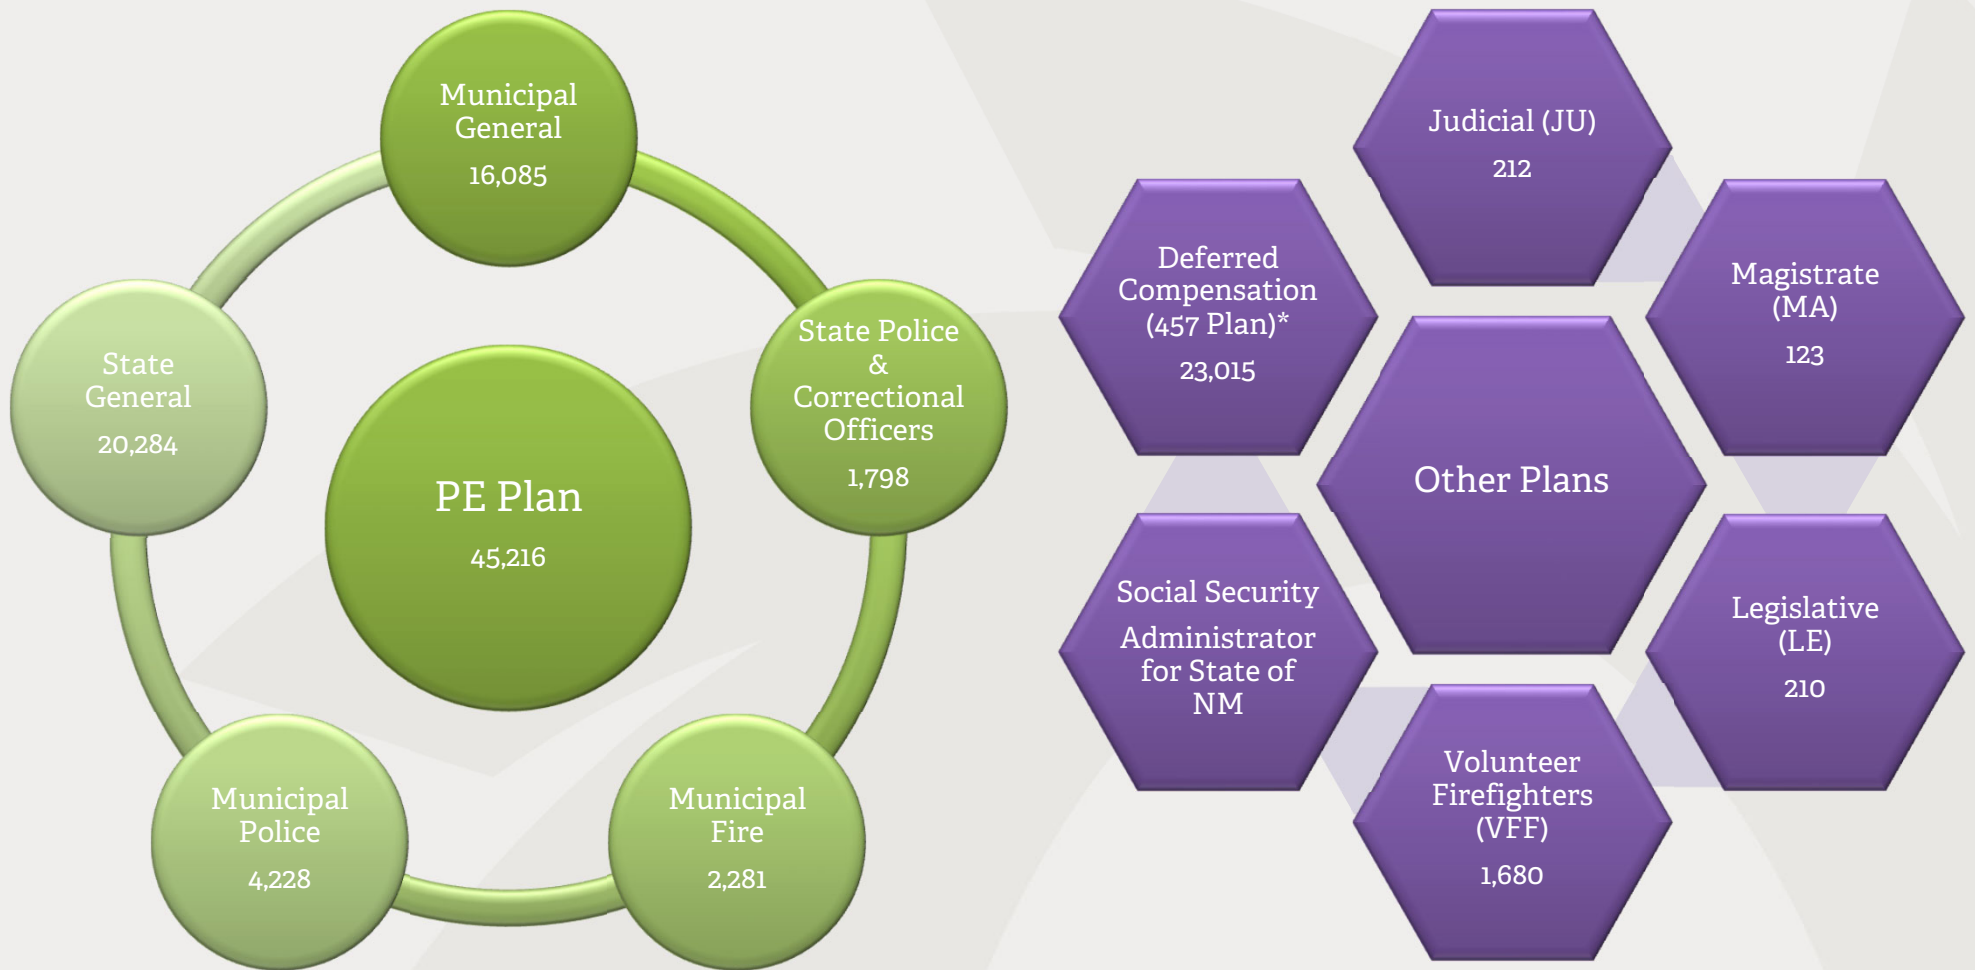 Municipal
General
16,085
State Police
&
Correctional
Officers
1,798
Municipal
Fire
2,281
Municipal
Police
4,228
State
General
20,284
PE Plan
45,216
Judicial (JU)
212
Magistrate
(MA)
123
Legislative
(LE)
210
Volunteer
Firefighters
(VFF)
1,680
Social Security
Administrator
for State of
NM
Deferred
Compensation
(457 Plan)*
23,015
Other Plans